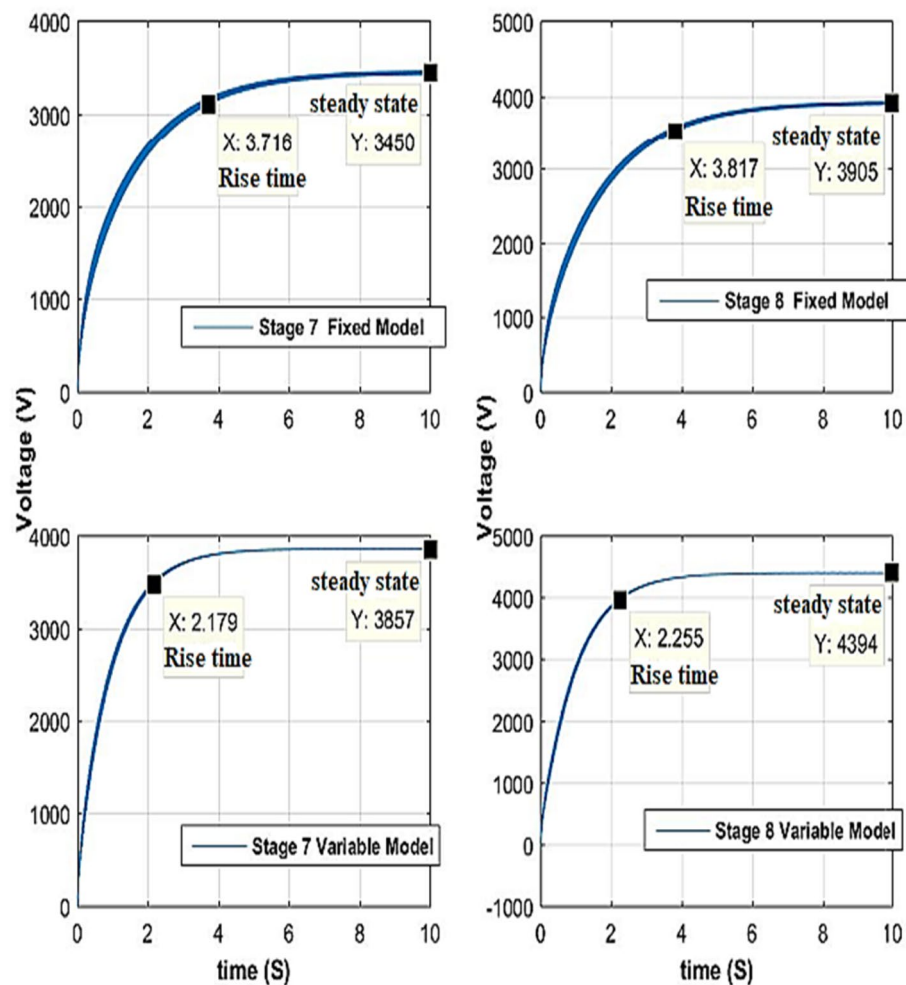 4000
3000
2000
1000
0
steady state
Y: 3450
X: 3.716
Rise time
Stage 7 Fixed Model
0 2 4 6 8 10
Voltage (V)
5000
4000
3000
2000
1000
0
steady state
Y: 3905
X: 3.817
Rise time
Stage 8 Fixed Model
0 2 4 6 8 10
Voltage (V)
4000
3000
2000
1000
0
steady state
Y: 3857
X: 2.179
Rise time
Stage 7 Variable Model
0 2 4 6 8 10
time (S)
5000
4000
3000
2000
1000
0
-1000
steady state
Y: 4394
X: 2.255
Rise time
Stage 8 Variable Model
0 2 4 6 8 10
time (S)